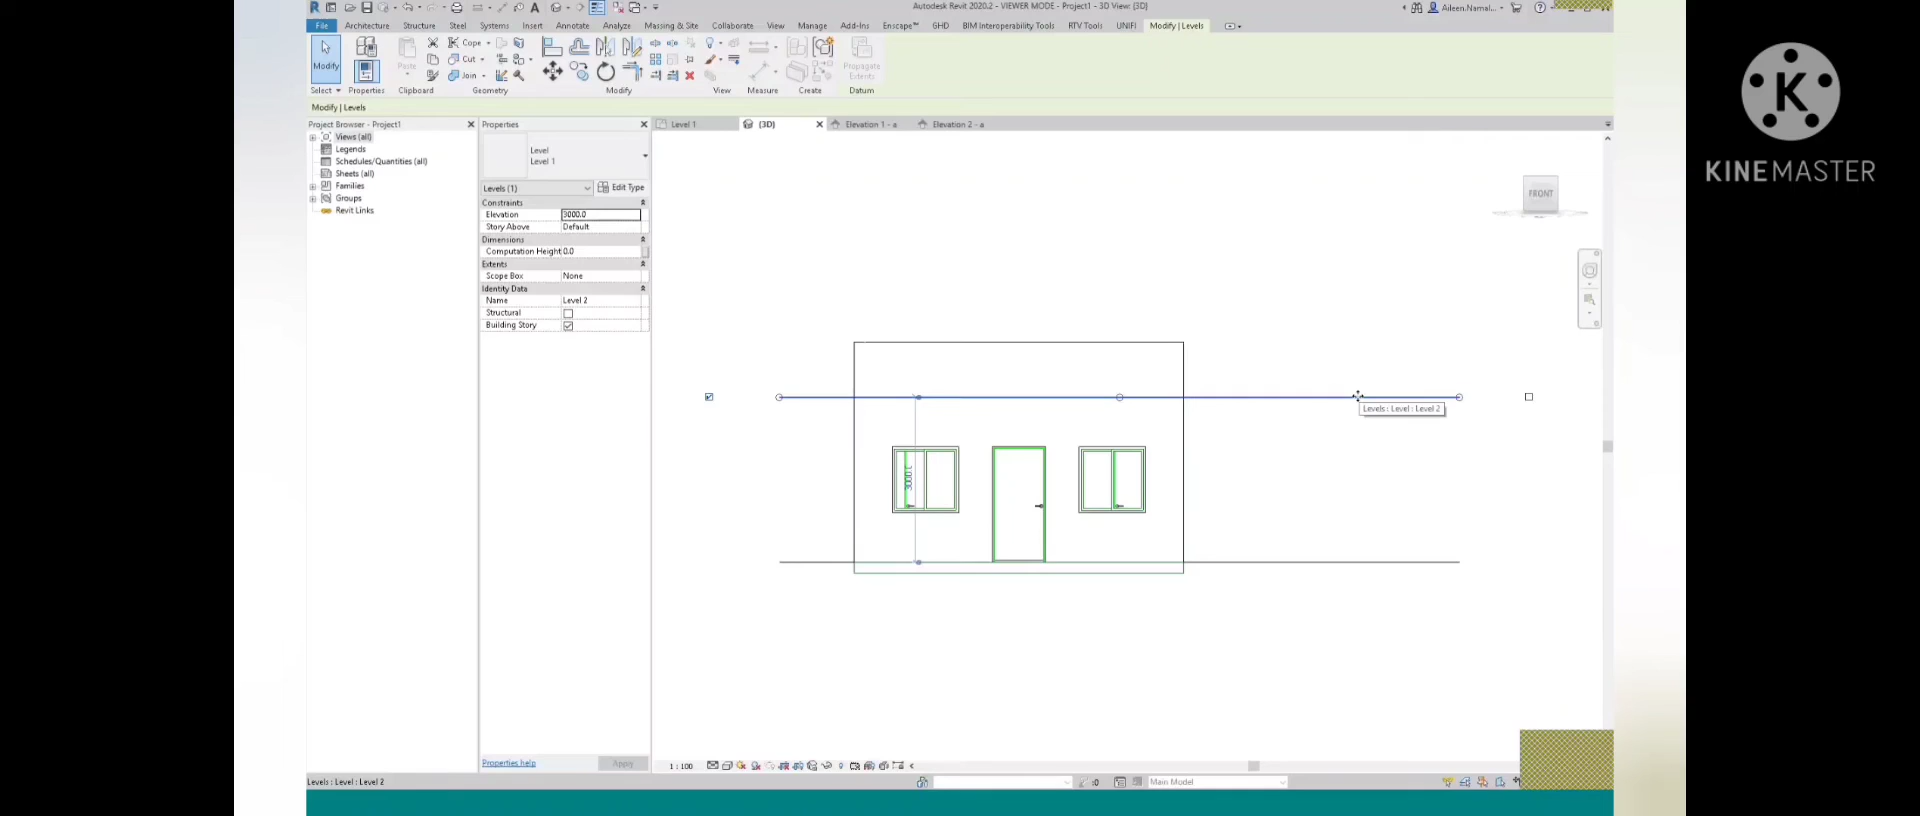 Autodesk Revit 2020.2 - VIEWER MODE - Project1 - 3D View {3D}
Aileen.Namal...
File Architecture Structure Steel Systems Insert Annotate Analyze Massing & Site Collaborate View Manage Add-Ins Enscape™ GHD BIM Interoperability Tools RTV Tools UNIFI Modify | Levels
Modify
Paste
Cope
Cut
Join
Propagate
Extents
Select Properties Clipboard Geometry Modify View Measure Create Datum
Modify | Levels
Project Browser - Project1
Views (all)
Legends
Schedules/Quantities (all)
Sheets (all)
Families
Groups
Revit Links
Properties
Level
Level 1
Levels (1)
Edit Type
Constraints
Elevation 3000.0
Story Above Default
Dimensions
Computation Height 0.0
Extents
Scope Box None
Identity Data
Name Level 2
Structural
Building Story
Properties help
Apply
Level 1
{3D}
Elevation 1 - a
Elevation 2 - a
FRONT
Levels : Level : Level 2
3000.0
1 : 100
Levels : Level : Level 2
:0
Main Model
K
KINEMASTER